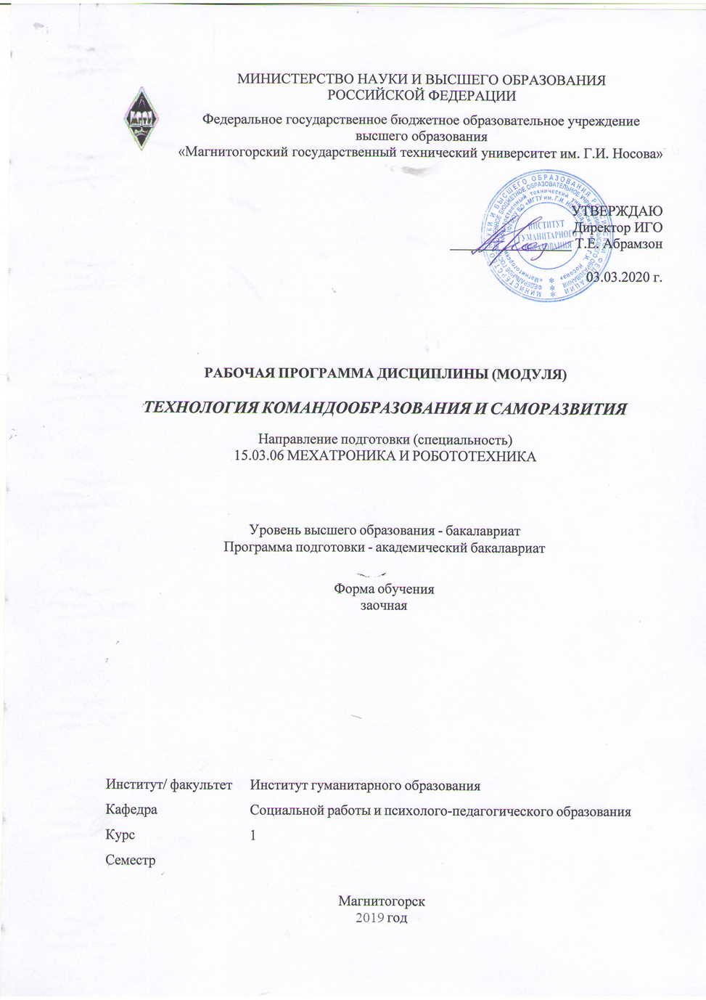 МИНИСТЕРСТВО НАУКИ И ВЫСШЕГО ОБРАЗОВАНИЯ
РОССИЙСКОЙ ФЕДЕРАЦИИ
Федеральное государственное бюджетное образовательное учреждение
высшего образования
«Магнитогорский государственный технический университет им. Г.И. Носова»
МГТУ
УТВЕРЖДАЮ
Директор ИГО
Т.Е. Абрамзон
03.03.2020 г.
ИНСТИТУТ
ГУМАНИТАРНОГО
ОБРАЗОВАНИЯ
РАБОЧАЯ ПРОГРАММА ДИСЦИПЛИНЫ (МОДУЛЯ)
ТЕХНОЛОГИЯ КОМАНДООБРАЗОВАНИЯ И САМОРАЗВИТИЯ
Направление подготовки (специальность)
15.03.06 МЕХАТРОНИКА И РОБОТОТЕХНИКА
Уровень высшего образования - бакалавриат
Программа подготовки - академический бакалавриат
Форма обучения
заочная
Институт/ факультет Институт гуманитарного образования
Кафедра Социальной работы и психолого-педагогического образования
Курс 1
Семестр
Магнитогорск
2019 год